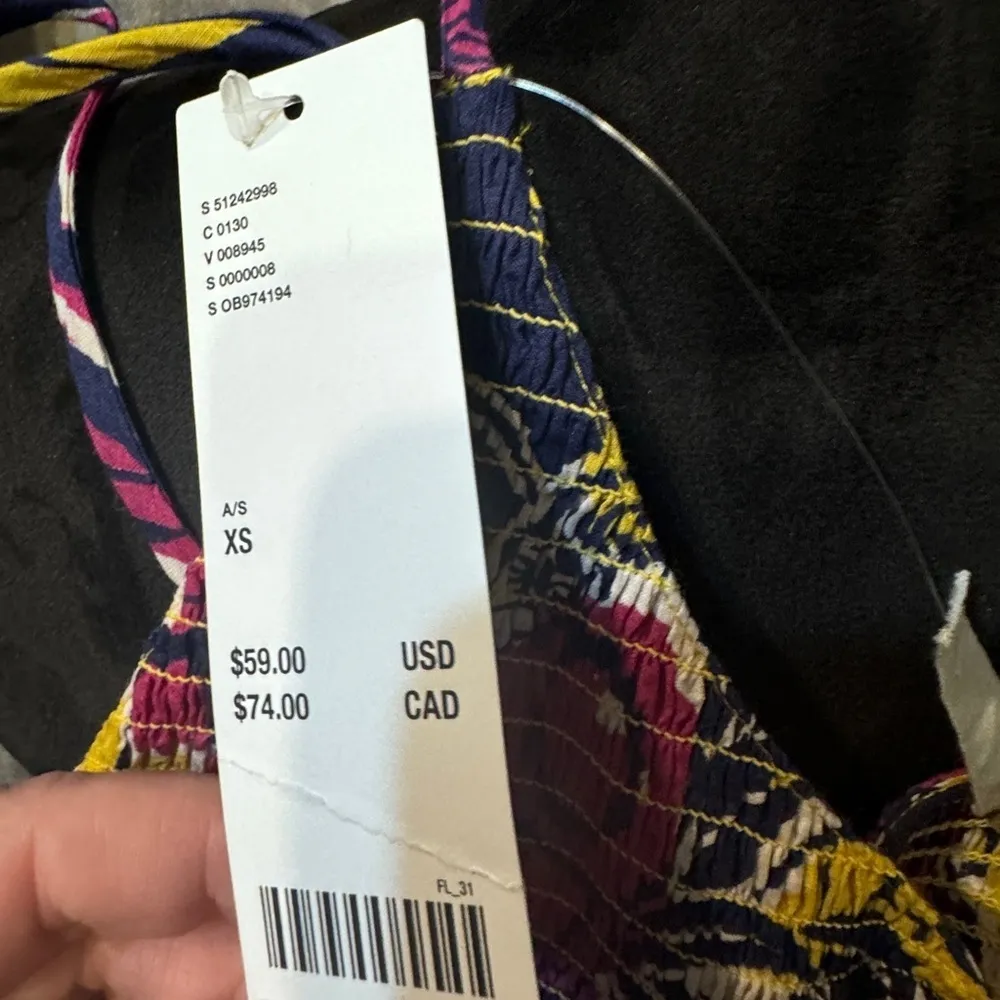 S 51242998
C 0130
V 008945
S 0000008
S OB974194
A/S
XS
$59.00 USD
$74.00 CAD
FL_31